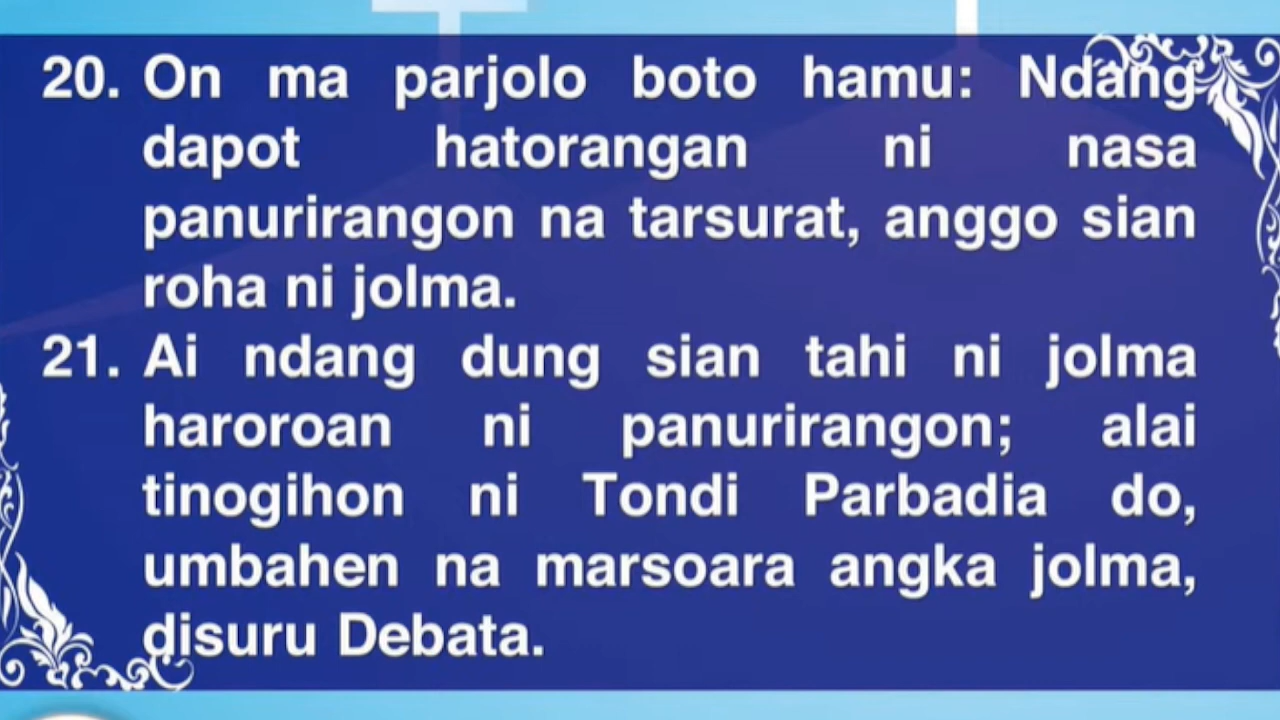 20. On ma parjolo boto hamu: Ndang
dapot hatorangan ni nasa
panurirangon na tarsurat, anggo sian
roha ni jolma.
21. Ai ndang dung sian tahi ni jolma
haroroan ni panurirangon; alai
tinogihon ni Tondi Parbadia do,
umbahen na marsoara angka jolma,
disuru Debata.